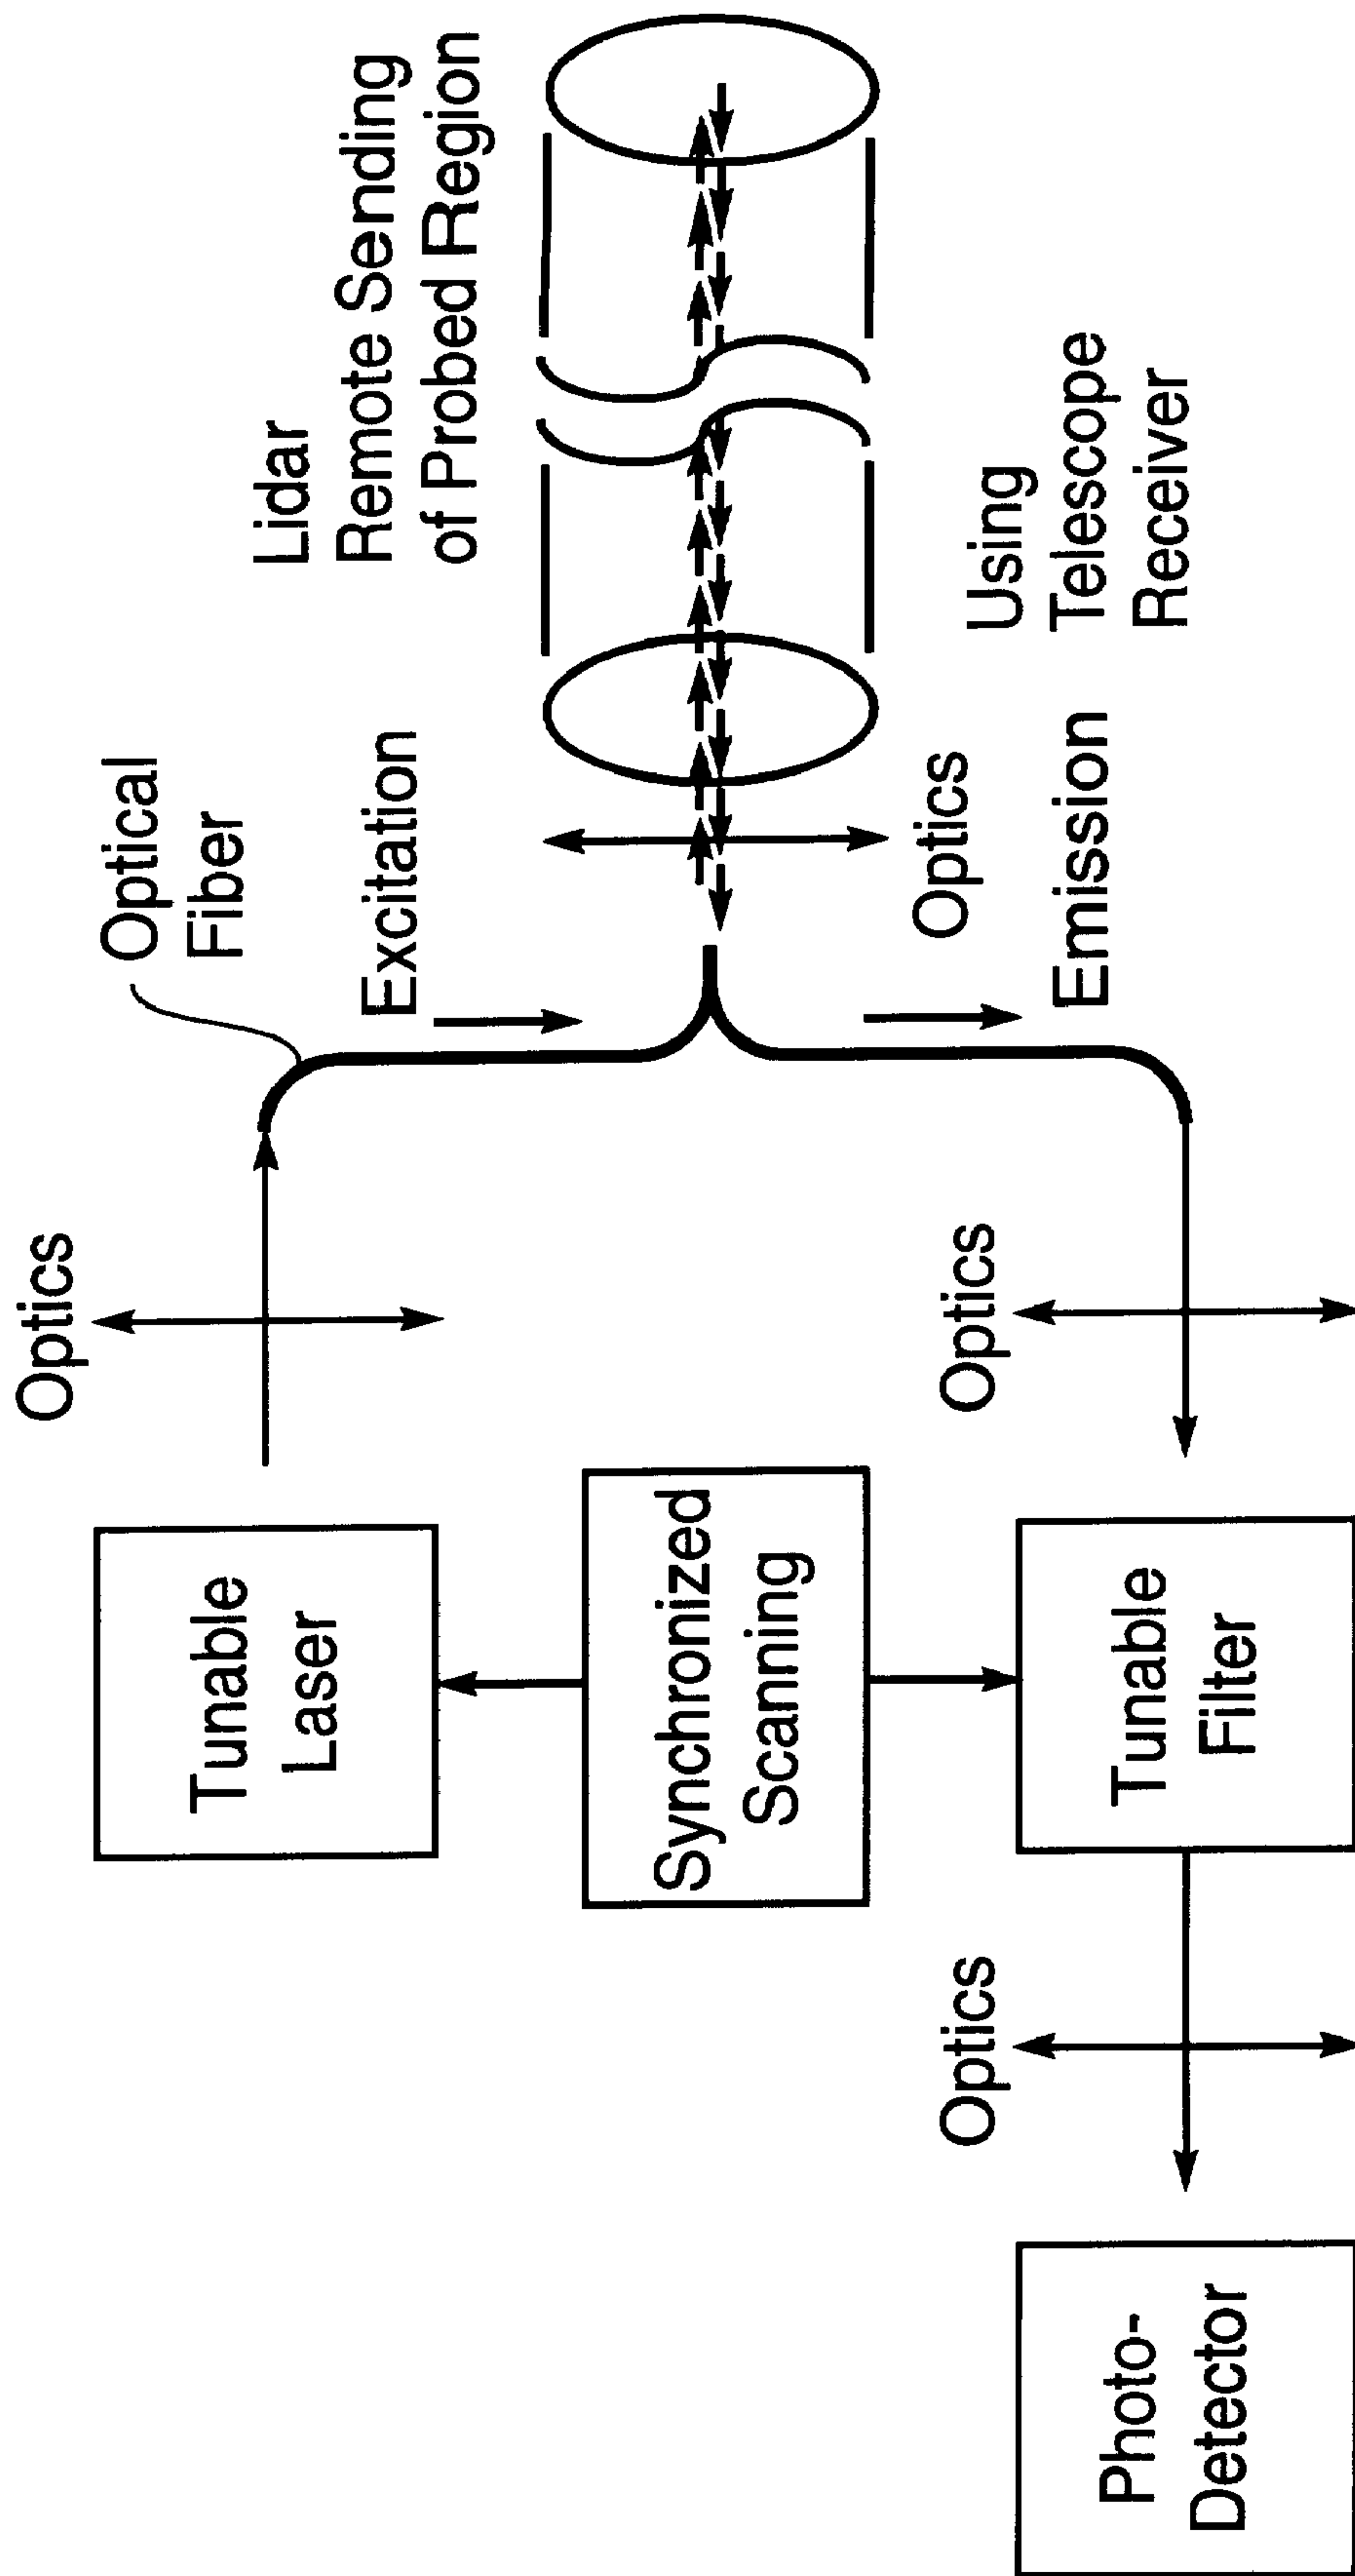 Optics
Optical
Fiber
Tunable
Laser
Excitation
Lidar
Remote Sending
of Probed Region
Synchronized
Scanning
Optics
Using
Telescope
Receiver
Emission
Optics
Optics
Tunable
Filter
Photo-
Detector